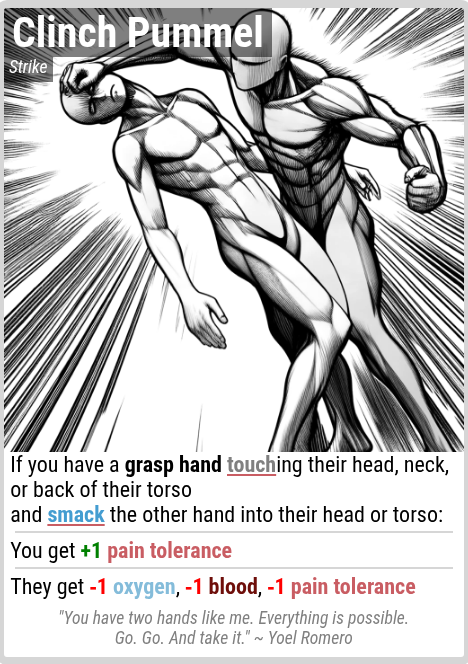 Clinch Pummel
Strike
If you have a grasp hand touching their head, neck,
or back of their torso
and smack the other hand into their head or torso:
You get +1 pain tolerance
They get -1 oxygen, -1 blood, -1 pain tolerance
"You have two hands like me. Everything is possible.
Go. Go. And take it." ~ Yoel Romero